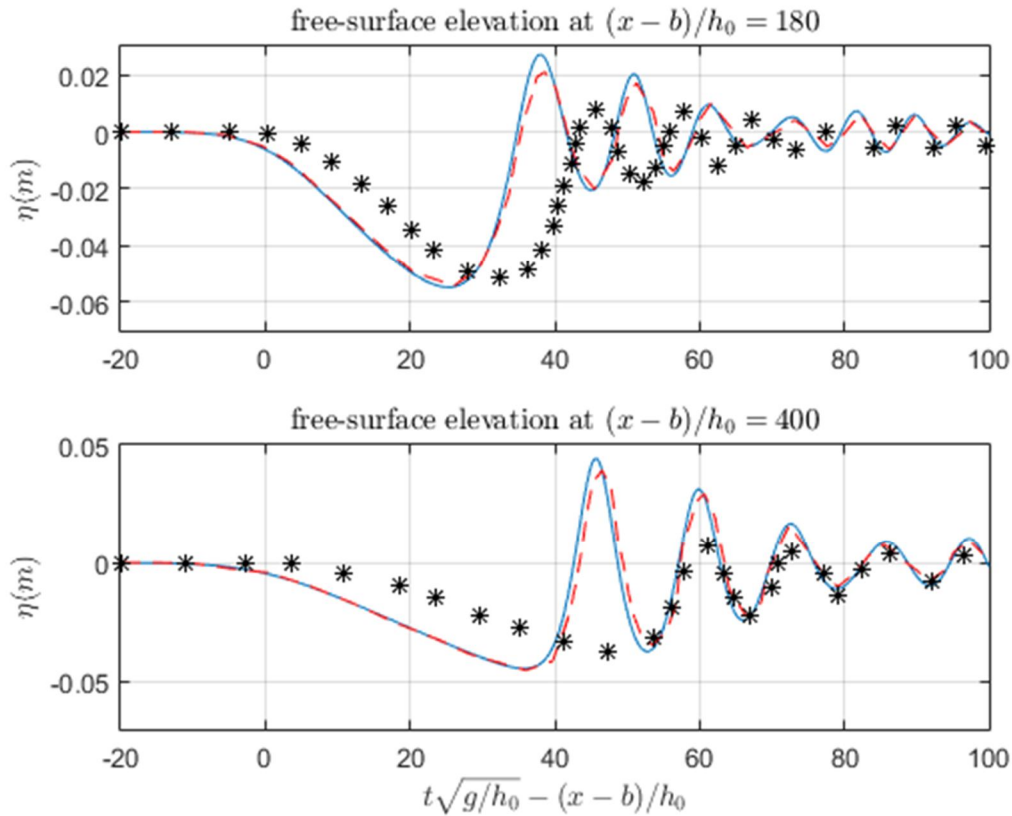 free-surface elevation at (x − b)/h₀ = 180
0.02
0
-0.02
-0.04
-0.06
η(m)
-20 0 20 40 60 80 100
free-surface elevation at (x − b)/h₀ = 400
0.05
0
-0.05
η(m)
-20 0 20 40 60 80 100
t√g/h₀ − (x − b)/h₀